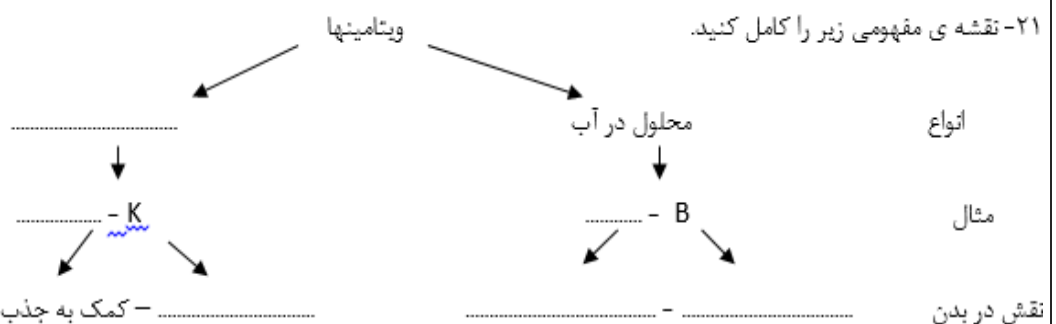 ۲۱- نقشه ی مفهومی زیر را کامل کنید. ویتامینها
انواع محلول در آب ......................................
مثال B - ............. K - ....................
نقش در بدن ....................................... - ............................................ .................................... – کمک به جذب